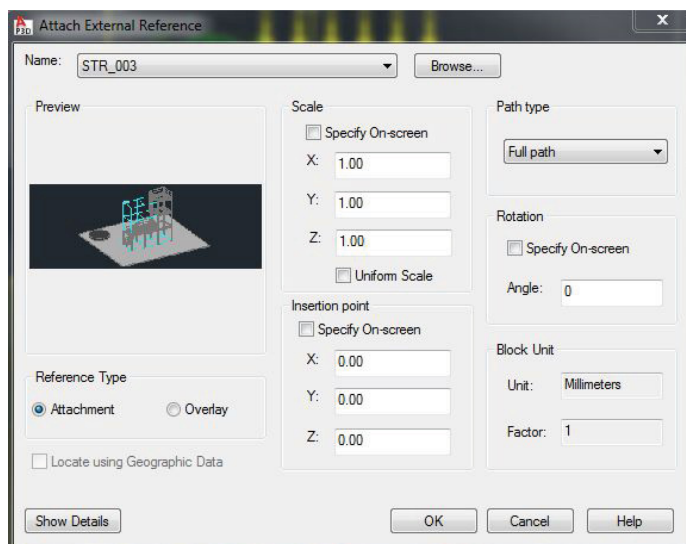 A P3D Attach External Reference
Name: STR_003 Browse...
Preview
Scale
Specify On-screen
X: 1.00
Y: 1.00
Z: 1.00
Uniform Scale
Path type
Full path
Rotation
Specify On-screen
Angle: 0
Insertion point
Specify On-screen
X: 0.00
Y: 0.00
Z: 0.00
Block Unit
Unit: Millimeters
Factor: 1
Reference Type
Attachment Overlay
Locate using Geographic Data
Show Details OK Cancel Help